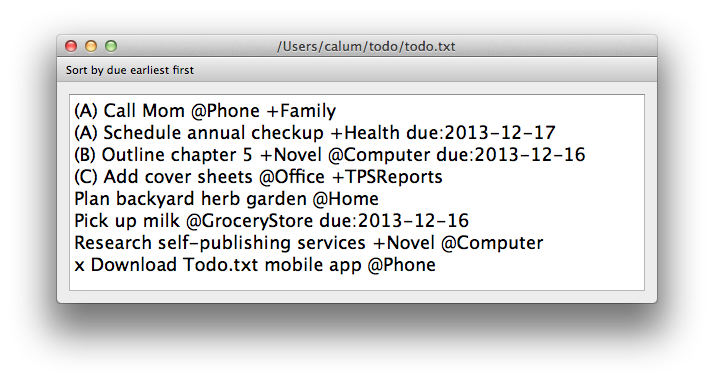 /Users/calum/todo/todo.txt
Sort by due earliest first
(A) Call Mom @Phone +Family
(A) Schedule annual checkup +Health due:2013-12-17
(B) Outline chapter 5 +Novel @Computer due:2013-12-16
(C) Add cover sheets @Office +TPSReports
Plan backyard herb garden @Home
Pick up milk @GroceryStore due:2013-12-16
Research self-publishing services +Novel @Computer
x Download Todo.txt mobile app @Phone